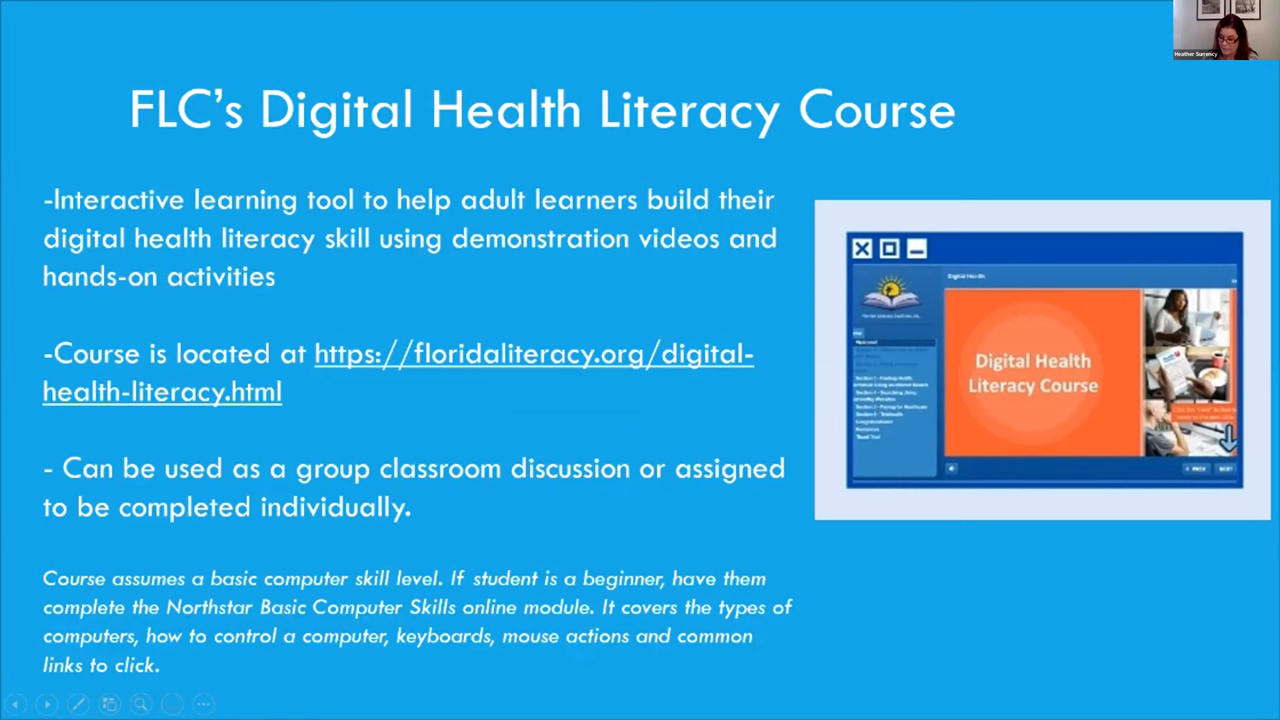 Heather Surrency
FLC's Digital Health Literacy Course
-Interactive learning tool to help adult learners build their
digital health literacy skill using demonstration videos and
hands-on activities
-Course is located at https://floridaliteracy.org/digital-
health-literacy.html
- Can be used as a group classroom discussion or assigned
to be completed individually.
Course assumes a basic computer skill level. If student is a beginner, have them
complete the Northstar Basic Computer Skills online module. It covers the types of
computers, how to control a computer, keyboards, mouse actions and common
links to click.
Digital Health
Digital Health
Literacy Course
Resources
Thank You!
< PREV
NEXT